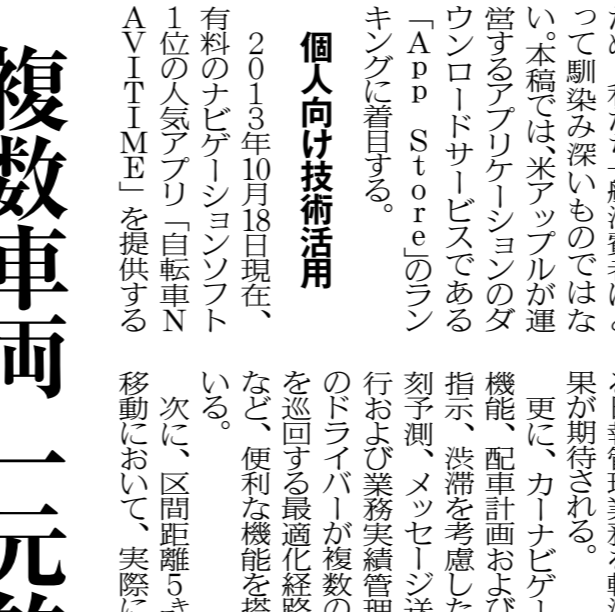 複数車両 一元
って馴染み深いものではな
い。本稿では、米アップルが運
営するアプリケーションのダ
ウンロードサービスである
「App Store」のラン
キングに着目する。
個人向け技術活用
2013年10月18日現在、
有料のナビゲーションソフト
1位の人気アプリ「自転車N
AVITIME」を提供する
果が期待される。
更に、カーナビゲー
機能、配車計画および
指示、渋滞を考慮した
刻予測、メッセージ送
行および業務実績管理
のドライバーが複数の
を巡回する最適化経路
など、便利な機能を搭
いる。
次に、区間距離5キ
移動において、実際に